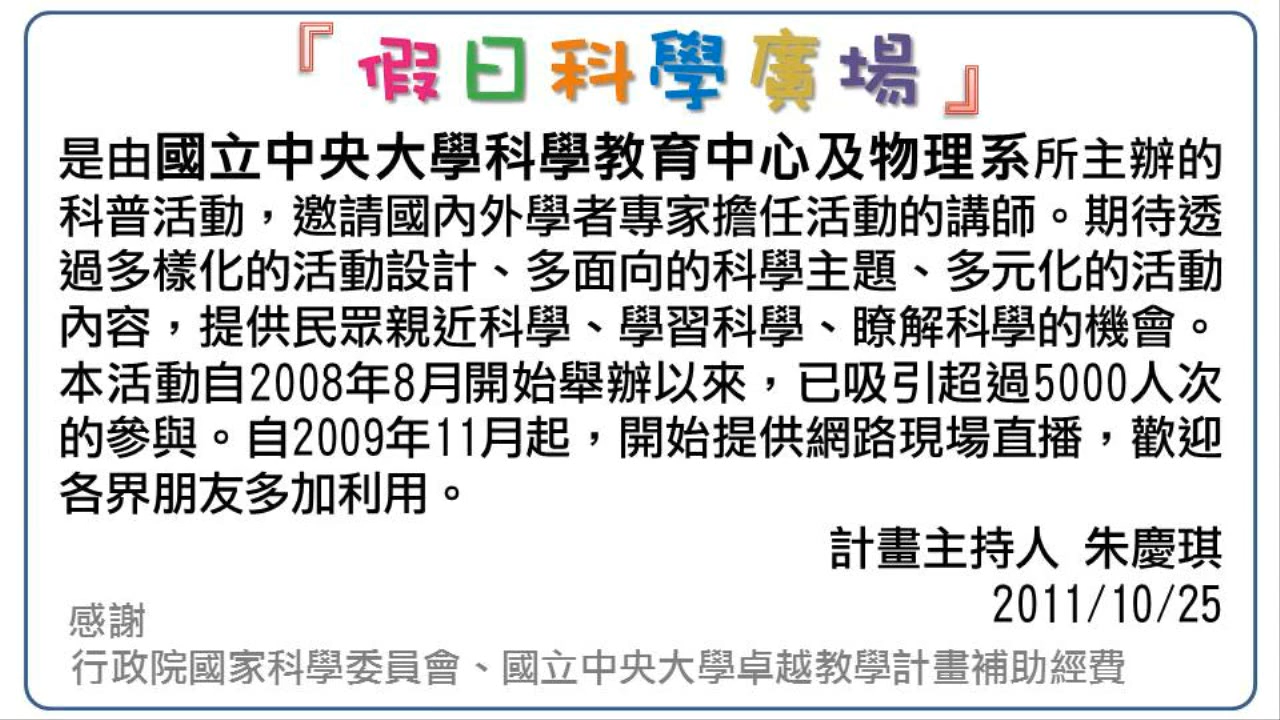 『假日科學廣場』
是由國立中央大學科學教育中心及物理系所主辦的
科普活動，邀請國內外學者專家擔任活動的講師。期待透
過多樣化的活動設計、多面向的科學主題、多元化的活動
內容，提供民眾親近科學、學習科學、瞭解科學的機會。
本活動自2008年8月開始舉辦以來，已吸引超過5000人次
的參與。自2009年11月起，開始提供網路現場直播，歡迎
各界朋友多加利用。
計畫主持人 朱慶琪
2011/10/25
感謝
行政院國家科學委員會、國立中央大學卓越教學計畫補助經費